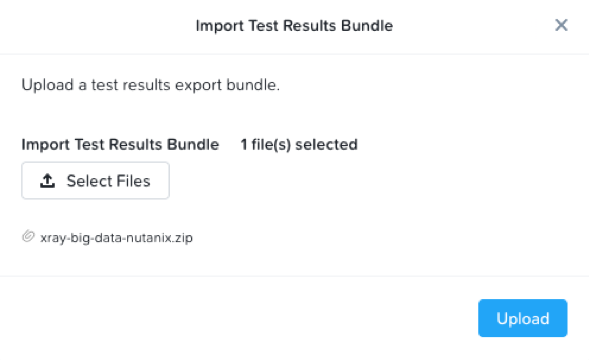 Import Test Results Bundle
Upload a test results export bundle.
Import Test Results Bundle 1 file(s) selected
Select Files
xray-big-data-nutanix.zip
Upload